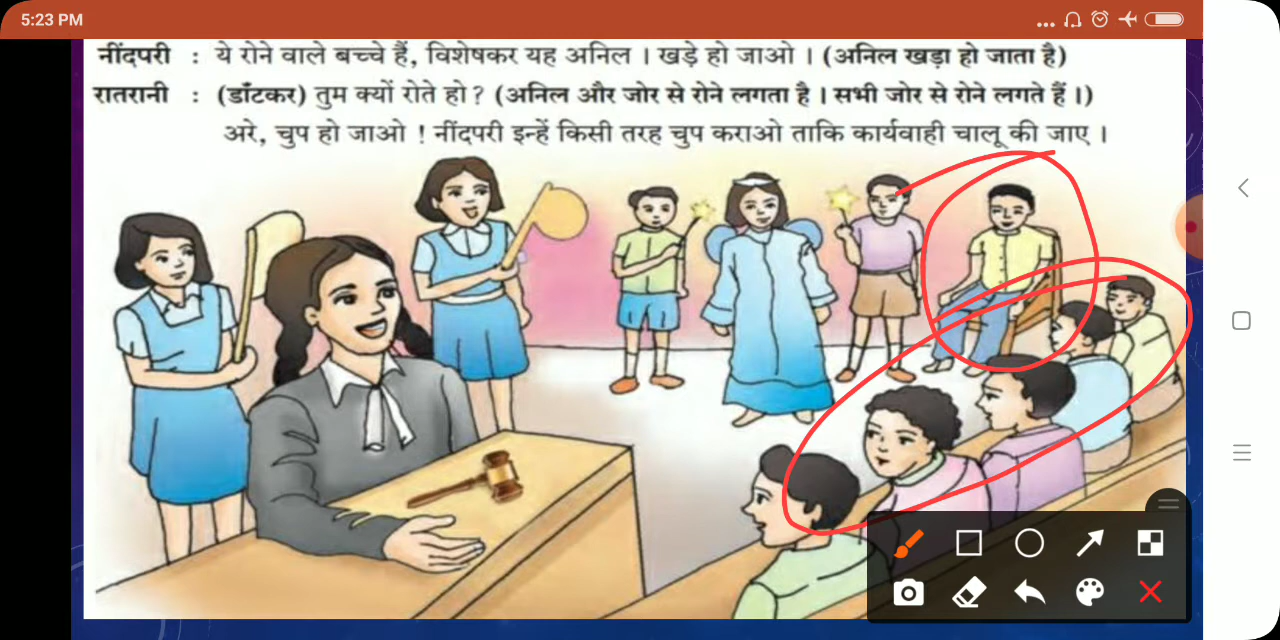 5:23 PM
नींदपरी : ये रोने वाले बच्चे हैं, विशेषकर यह अनिल । खड़े हो जाओ । (अनिल खड़ा हो जाता है)
रातरानी : (डाँटकर) तुम क्यों रोते हो ? (अनिल और जोर से रोने लगता है । सभी जोर से रोने लगते हैं ।)
अरे, चुप हो जाओ ! नींदपरी इन्हें किसी तरह चुप कराओ ताकि कार्यवाही चालू की जाए ।